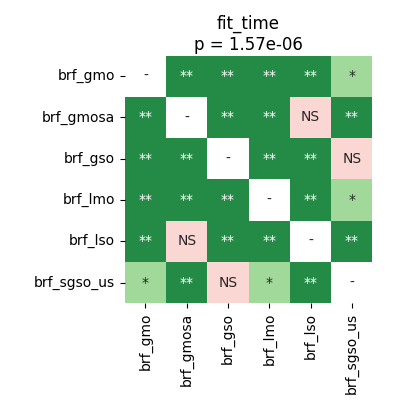 fit_time
p = 1.57e-06
brf_gmo - ** ** ** ** *
brf_gmosa ** - ** ** NS **
brf_gso ** ** - ** ** NS
brf_lmo ** ** ** - ** *
brf_lso ** NS ** ** - **
brf_sgso_us * ** NS * ** -
brf_gmo
brf_gmosa
brf_gso
brf_lmo
brf_lso
brf_sgso_us